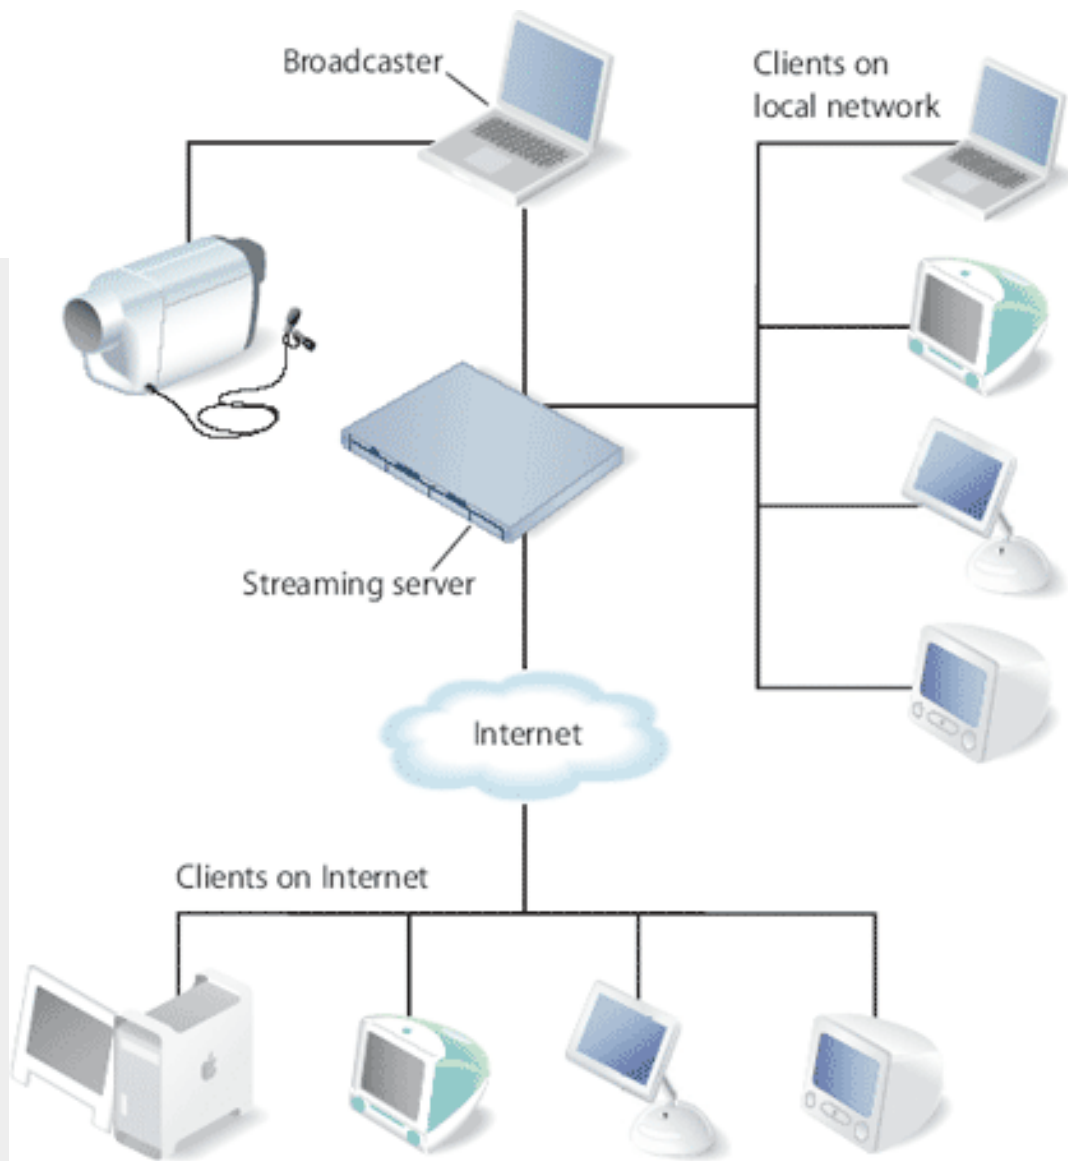 Broadcaster
Clients on
local network
Streaming server
Internet
Clients on Internet